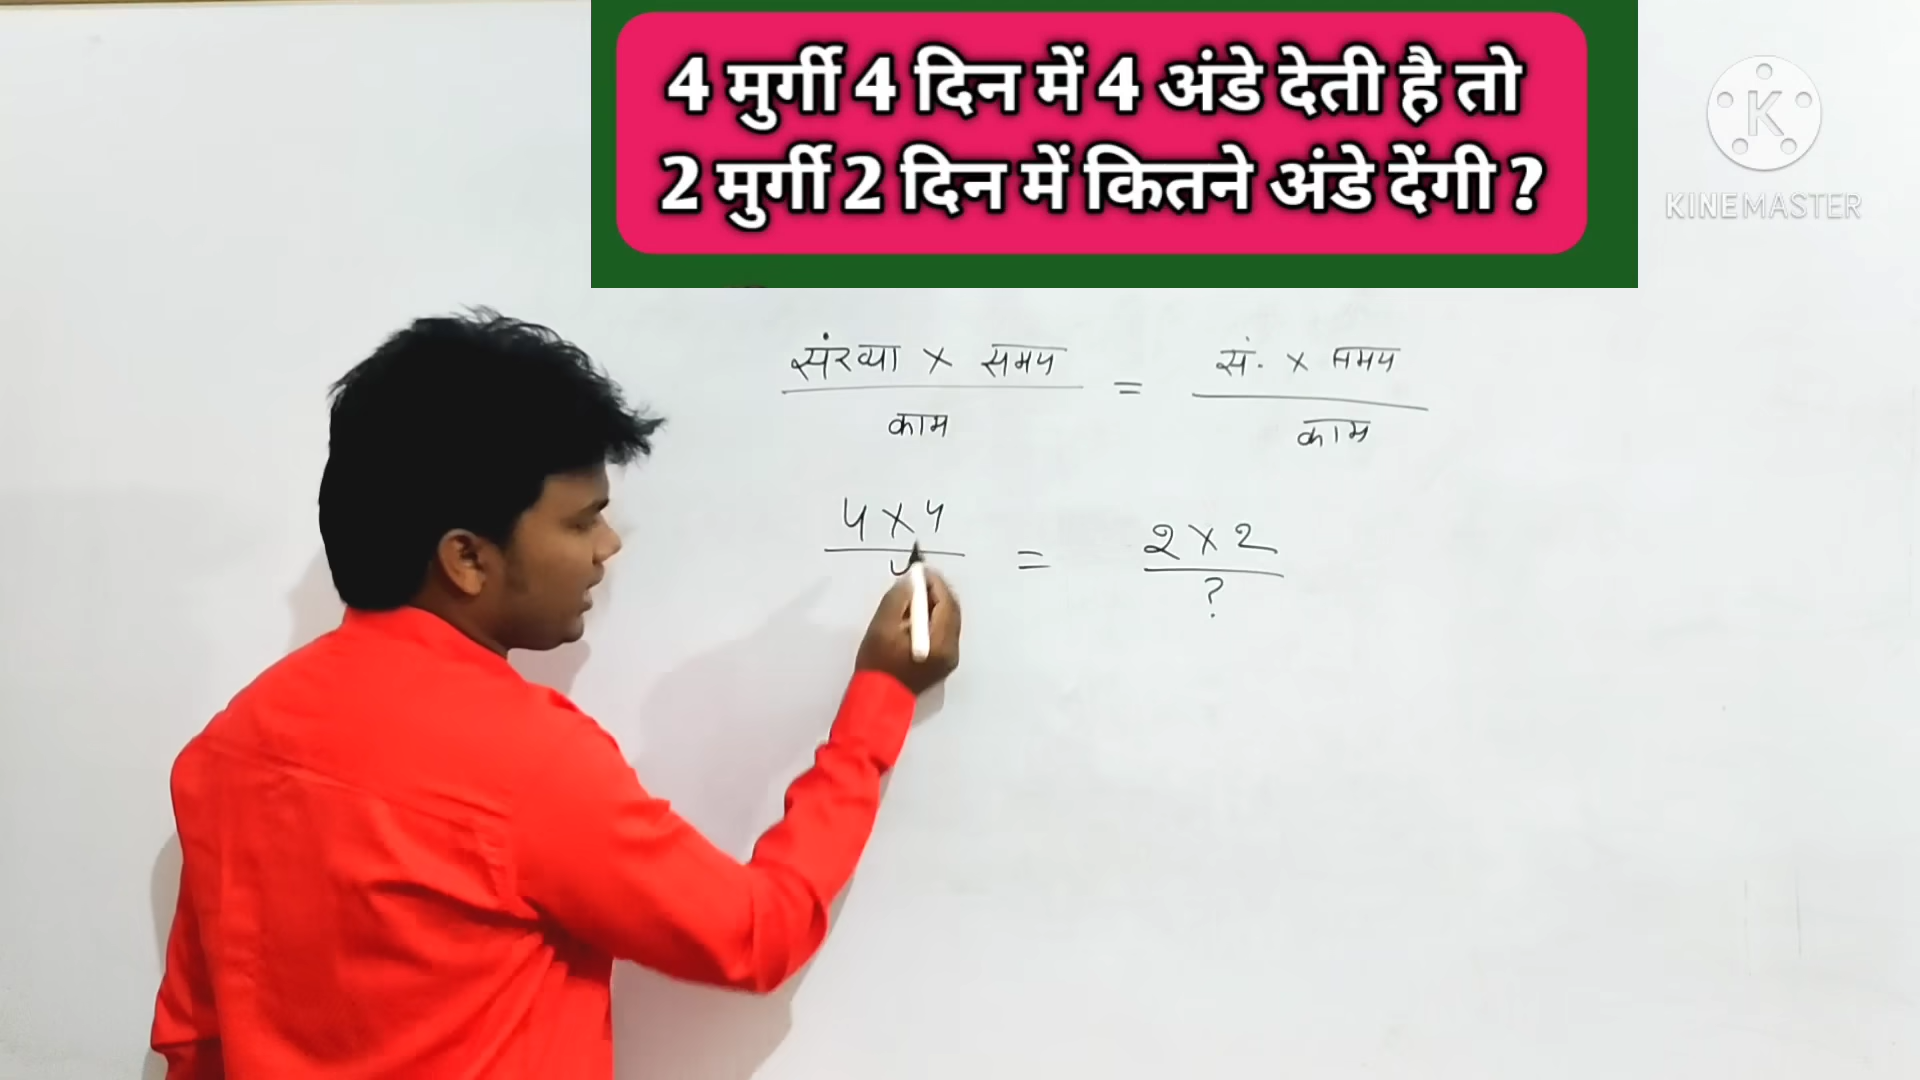 4 मुर्गी 4 दिन में 4 अंडे देती है तो
2 मुर्गी 2 दिन में कितने अंडे देंगी ?
KINEMASTER
संख्या × समय = सं. × समय
काम काम
4 × 4 = 2 × 2
?